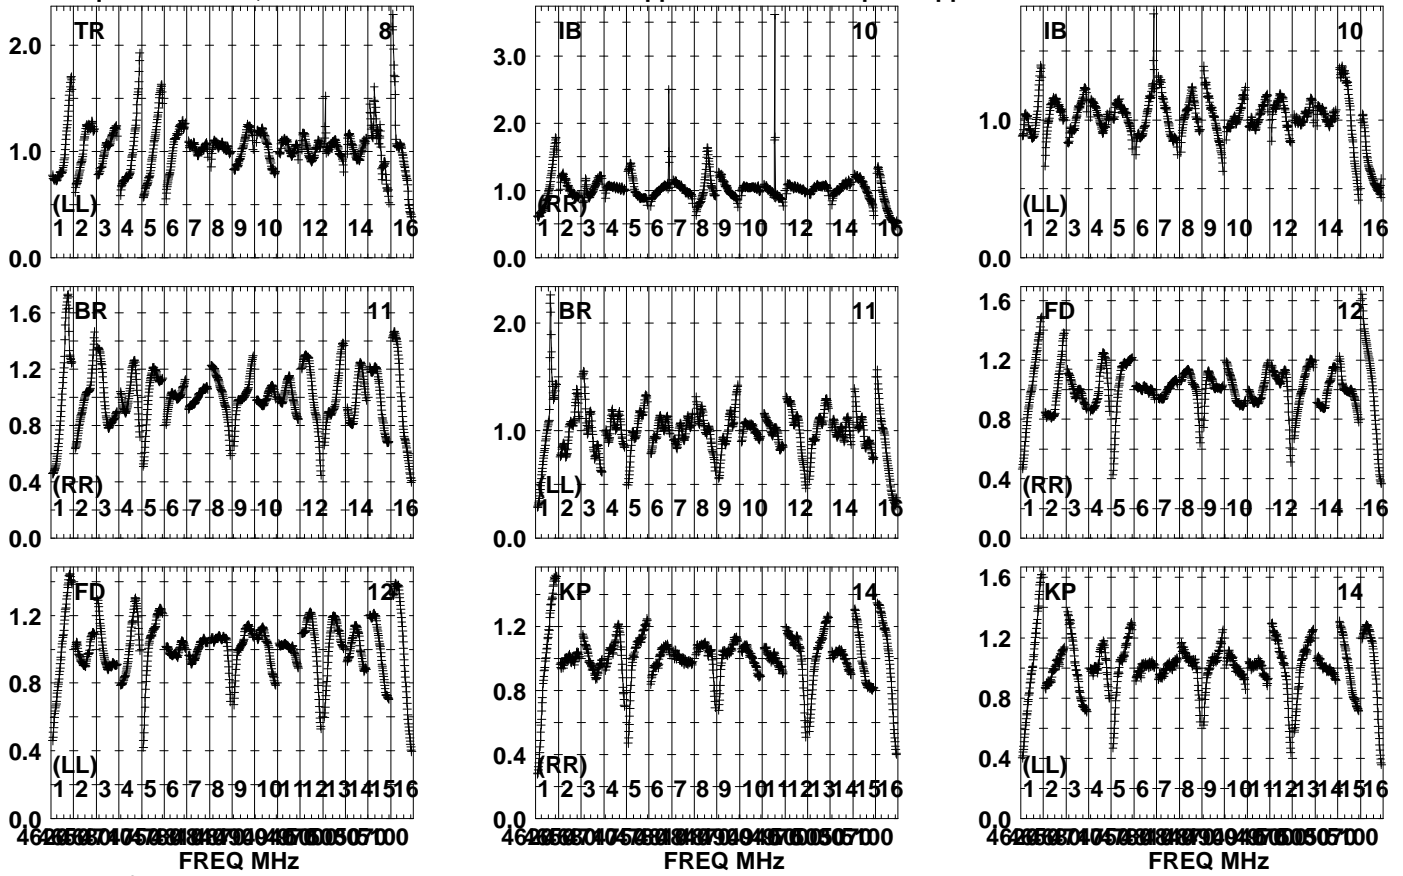 TR 8
2.0
1.0
(LL)
1 2 3 4 5 6 7 8 9 10 12 14 16
0.0
IB 10
3.0
2.0
1.0
(RR)
1 2 3 4 5 6 7 8 9 10 12 14 16
0.0
IB 10
1.0
(LL)
1 2 3 4 5 6 7 8 9 10 12 14 16
0.0
BR 11
1.6
1.2
0.8
0.4
(RR)
1 2 3 4 5 6 7 8 9 10 12 14 16
0.0
BR 11
2.0
1.0
(LL)
1 2 3 4 5 6 7 8 9 10 12 14 16
0.0
FD 12
1.6
1.2
0.8
0.4
(RR)
1 2 3 4 5 6 7 8 9 10 12 14 16
0.0
FD 12
1.2
0.8
0.4
(LL)
1 2 3 4 5 6 7 8 9 10 11 12 13 14 15 16
0.0
FREQ MHz
KP 14
1.2
0.8
0.4
(RR)
1 2 3 4 5 6 7 8 9 10 11 12 13 14 15 16
0.0
FREQ MHz
KP 14
1.6
1.2
0.8
0.4
(LL)
1 2 3 4 5 6 7 8 9 10 11 12 13 14 15 16
0.0
FREQ MHz